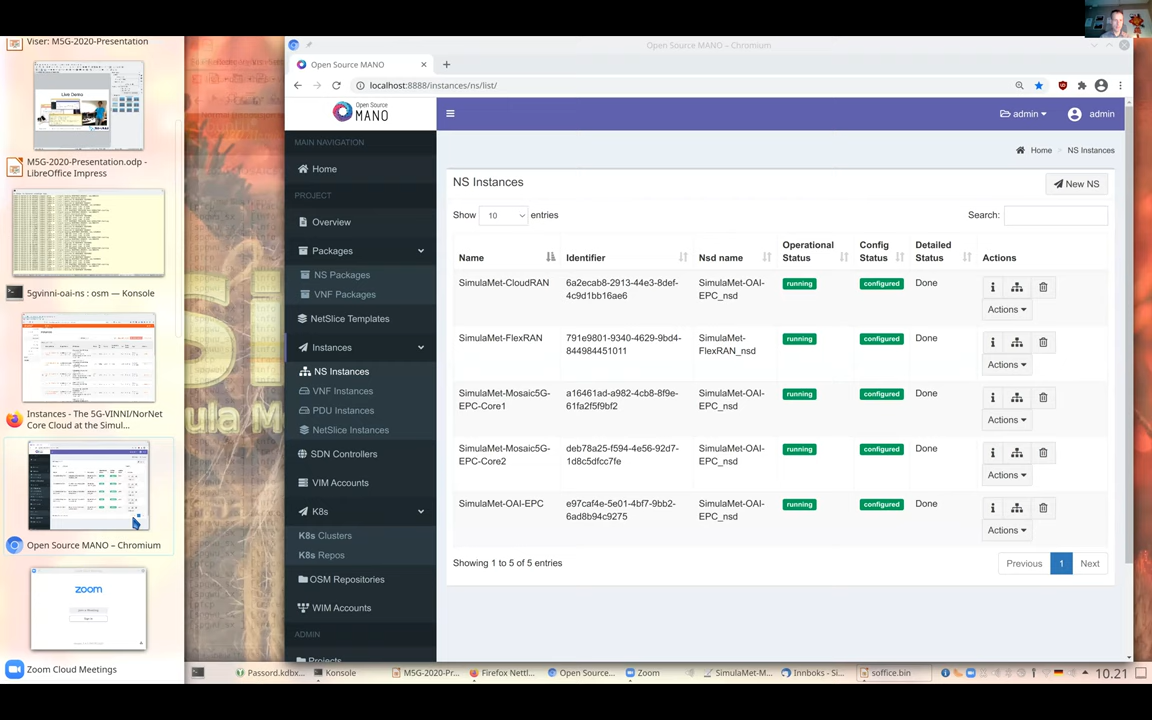 Viser: M5G-2020-Presentation
Live Demo
M5G-2020-Presentation.odp -
LibreOffice Impress
5gvinni-oai-ns : osm — Konsole
Instances - The 5G-VINNI/NorNet
Core Cloud at the Simul...
Open Source MANO – Chromium
zoom
Zoom Cloud Meetings
Open Source MANO – Chromium
Open Source MANO
localhost:8888/instances/ns/list/
Open Source
MANO
admin
admin
MAIN NAVIGATION
Home
PROJECT
Overview
Packages
NS Packages
VNF Packages
NetSlice Templates
Instances
NS Instances
VNF Instances
PDU Instances
NetSlice Instances
SDN Controllers
VIM Accounts
K8s
K8s Clusters
K8s Repos
OSM Repositories
WIM Accounts
ADMIN
Projects
Home > NS Instances
NS Instances
New NS
Show 10 entries
Search:
Name Identifier Nsd name Operational Status Config Status Detailed Status Actions
SimulaMet-CloudRAN 6a2ecab8-2913-44e3-8def-4c9d1bb16ae6 SimulaMet-OAI-EPC_nsd running configured Done Actions
SimulaMet-FlexRAN 791e9801-9340-4629-9bd4-844984451011 SimulaMet-FlexRAN_nsd running configured Done Actions
SimulaMet-Mosaic5G-EPC-Core1 a16461ad-a982-4cb8-8f9e-61fa2f5f9bf2 SimulaMet-OAI-EPC_nsd running configured Done Actions
SimulaMet-Mosaic5G-EPC-Core2 deb78a25-f594-4e56-92d7-1d8c5dfcc7fe SimulaMet-OAI-EPC_nsd running configured Done Actions
SimulaMet-OAI-EPC e97caf4e-5e01-4bf7-9bb2-6ad8b94c9275 SimulaMet-OAI-EPC_nsd running configured Done Actions
Showing 1 to 5 of 5 entries
Previous 1 Next
Passord.kdbx...
Konsole
M5G-2020-Pr...
Firefox Nettl...
Open Source...
Zoom
SimulaMet-M...
Innboks - Si...
soffice.bin
10.21